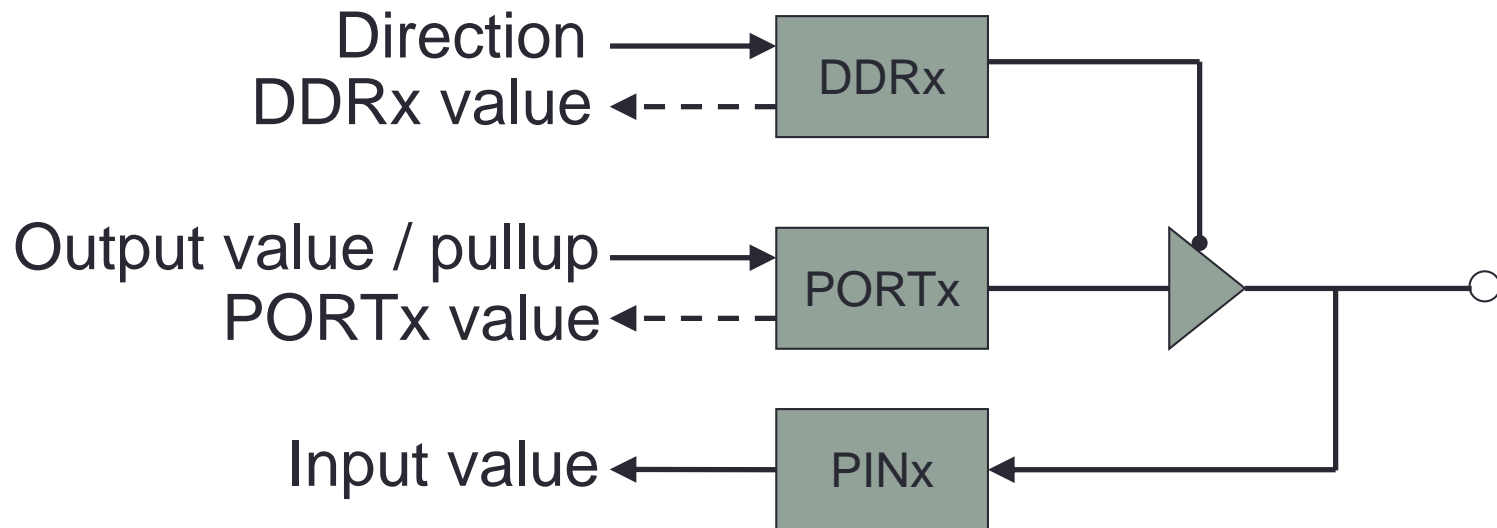 Direction
DDRx value
DDRx
Output value / pullup
PORTx value
PORTx
Input value
PINx